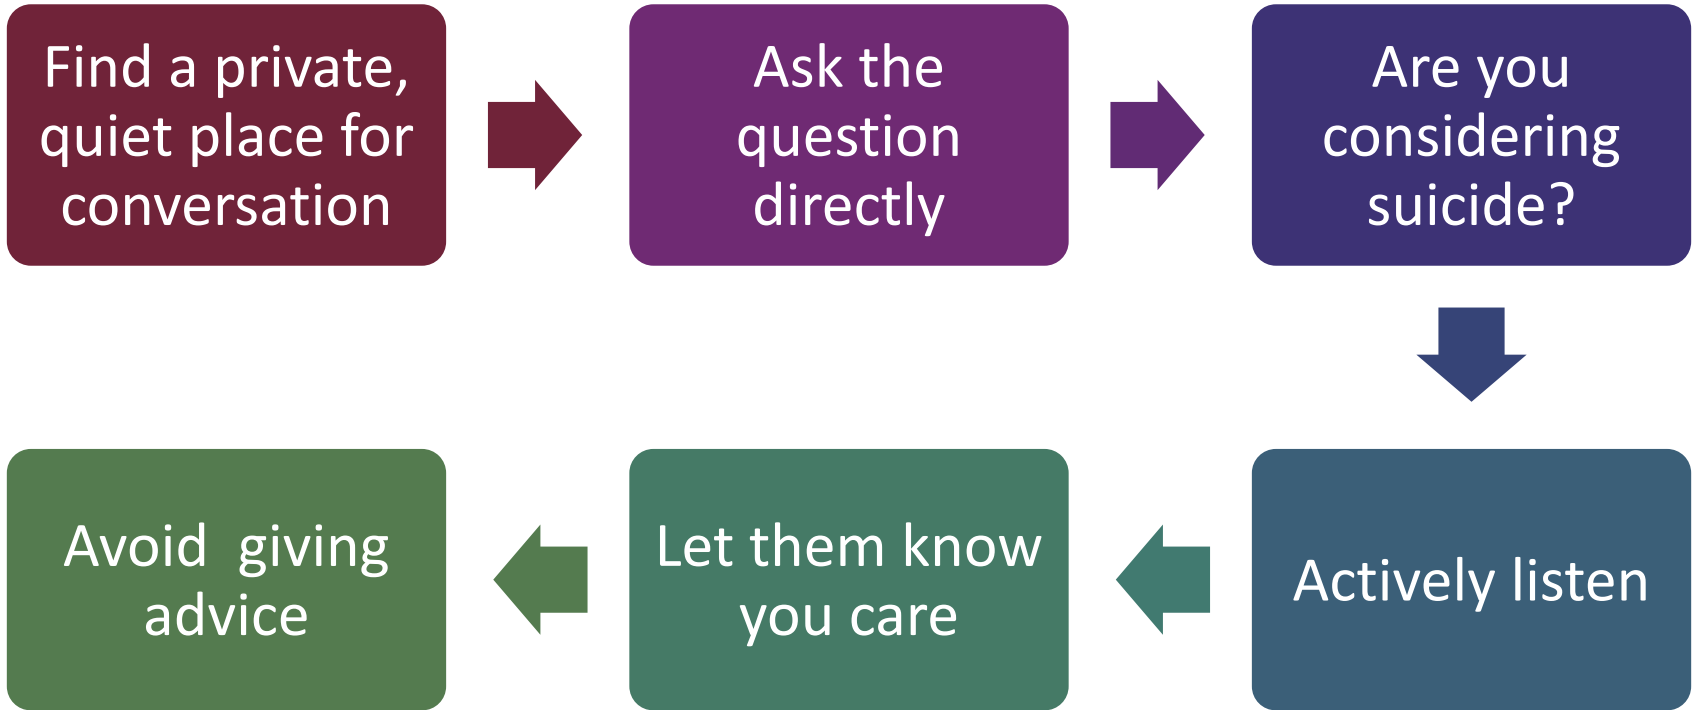 Find a private,
quiet place for
conversation
Ask the
question
directly
Are you
considering
suicide?
Actively listen
Let them know
you care
Avoid  giving
advice